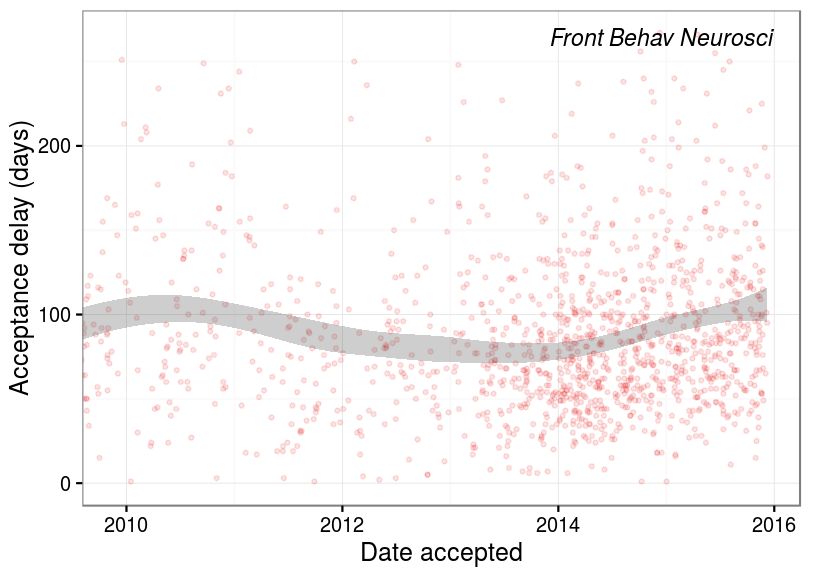 Front Behav Neurosci
Acceptance delay (days)
200
100
0
2010 2012 2014 2016
Date accepted